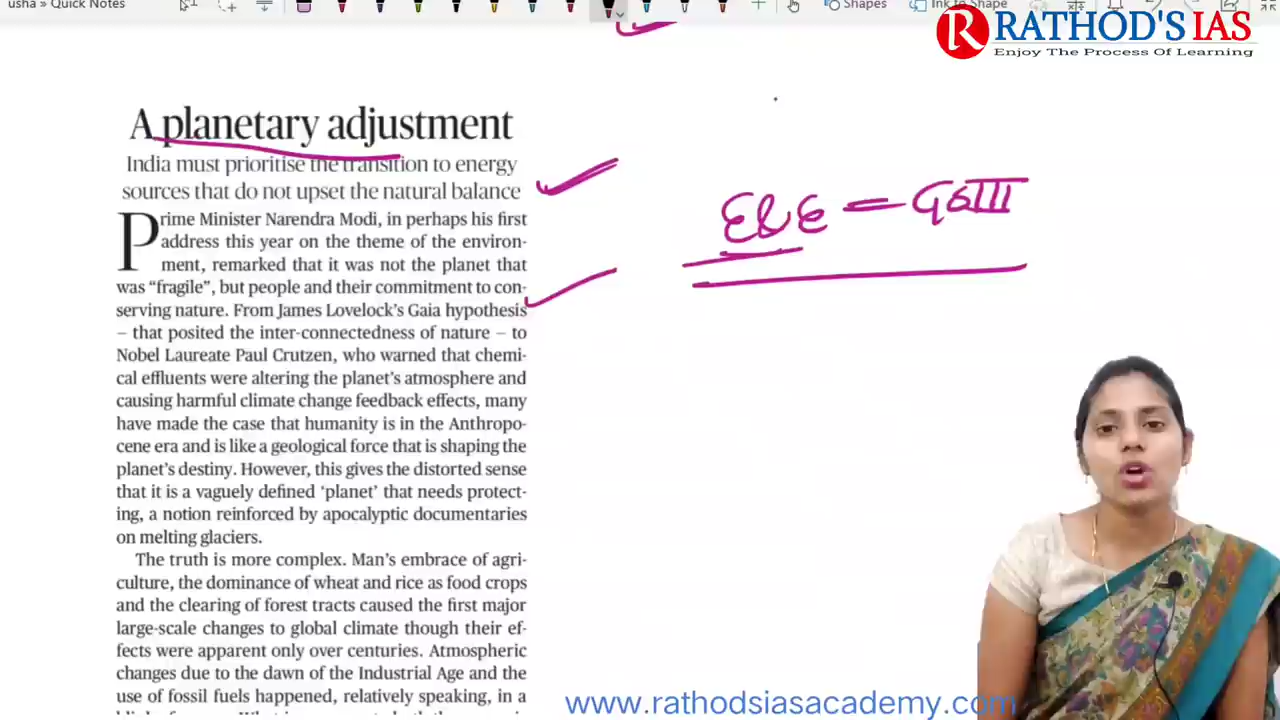 usha » Quick Notes
Shapes
Ink to Shape
RATHOD'S IAS
Enjoy The Process Of Learning
A planetary adjustment
India must prioritise the transition to energy
sources that do not upset the natural balance
Prime Minister Narendra Modi, in perhaps his first
address this year on the theme of the environ-
ment, remarked that it was not the planet that
was “fragile”, but people and their commitment to con-
serving nature. From James Lovelock’s Gaia hypothesis
– that posited the inter-connectedness of nature – to
Nobel Laureate Paul Crutzen, who warned that chemi-
cal effluents were altering the planet’s atmosphere and
causing harmful climate change feedback effects, many
have made the case that humanity is in the Anthropo-
cene era and is like a geological force that is shaping the
planet’s destiny. However, this gives the distorted sense
that it is a vaguely defined ‘planet’ that needs protect-
ing, a notion reinforced by apocalyptic documentaries
on melting glaciers.
The truth is more complex. Man’s embrace of agri-
culture, the dominance of wheat and rice as food crops
and the clearing of forest tracts caused the first major
large-scale changes to global climate though their ef-
fects were apparent only over centuries. Atmospheric
changes due to the dawn of the Industrial Age and the
use of fossil fuels happened, relatively speaking, in a
E&E = GSIII
www.rathodsiasacademy.com